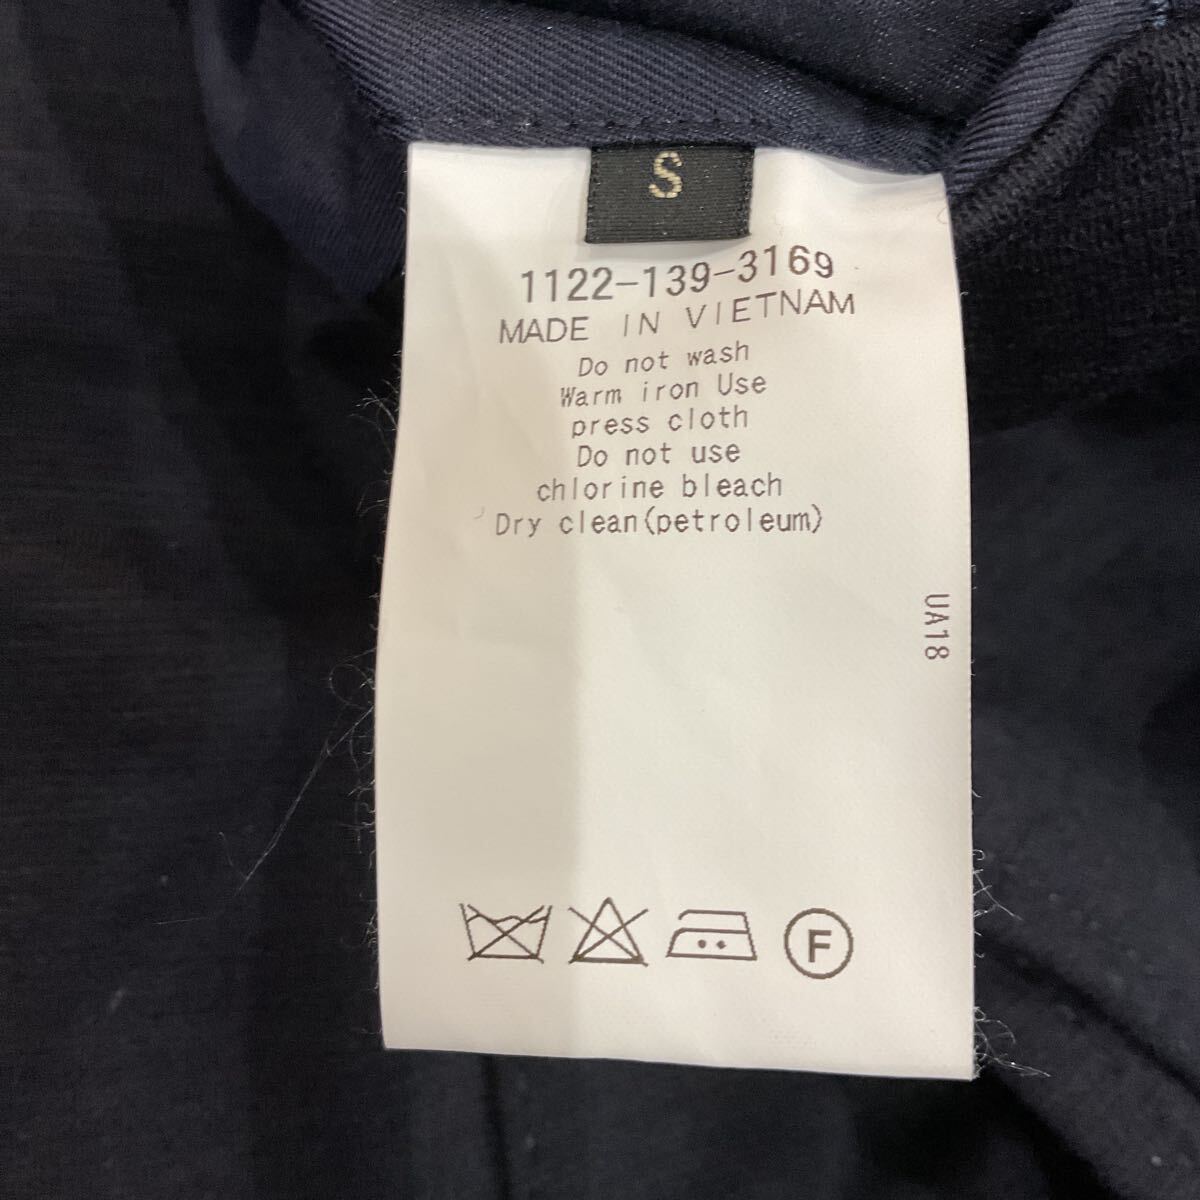 S
1122-139-3169
MADE IN VIETNAM
Do not wash
Warm iron Use
press cloth
Do not use
chlorine bleach
Dry clean(petroleum)
UA18
F